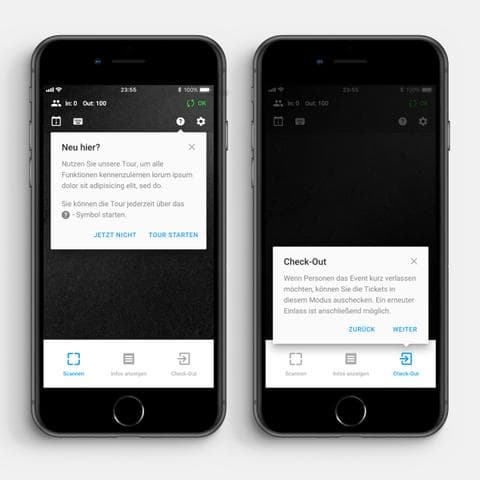 23:55
100%
In: 0 Out: 100
OK
Neu hier?
Nutzen Sie unsere Tour, um alle
Funktionen kennenzulernen lorum ipsum
dolor sit adipisicing elit, sed do.
Sie können die Tour jederzeit über das
? - Symbol starten.
JETZT NICHT TOUR STARTEN
Scannen Infos anzeigen Check-Out
23:55
100%
In: 0 Out: 100
OK
Check-Out
Wenn Personen das Event kurz verlassen
möchten, können Sie die Tickets in
diesem Modus auschecken. Ein erneuter
Einlass ist anschließend möglich.
ZURÜCK WEITER
Scannen Infos anzeigen Check-Out